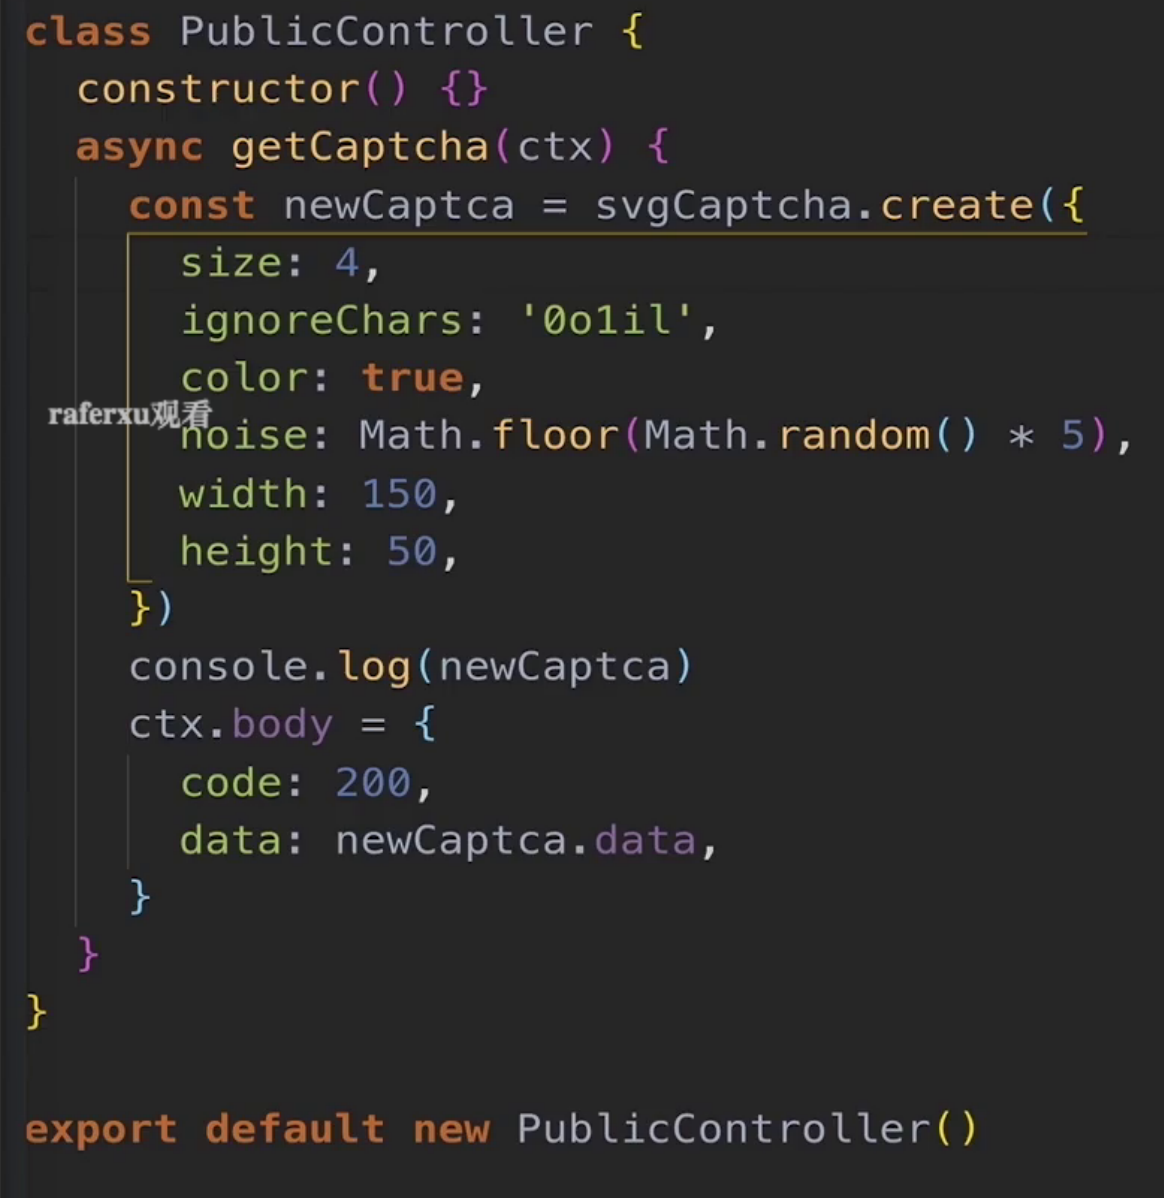 class PublicController {
constructor() {}
async getCaptcha(ctx) {
const newCaptca = svgCaptcha.create({
size: 4,
ignoreChars: '0o1il',
color: true,
raferxu观看
noise: Math.floor(Math.random() * 5),
width: 150,
height: 50,
})
console.log(newCaptca)
ctx.body = {
code: 200,
data: newCaptca.data,
}
}
}
export default new PublicController()